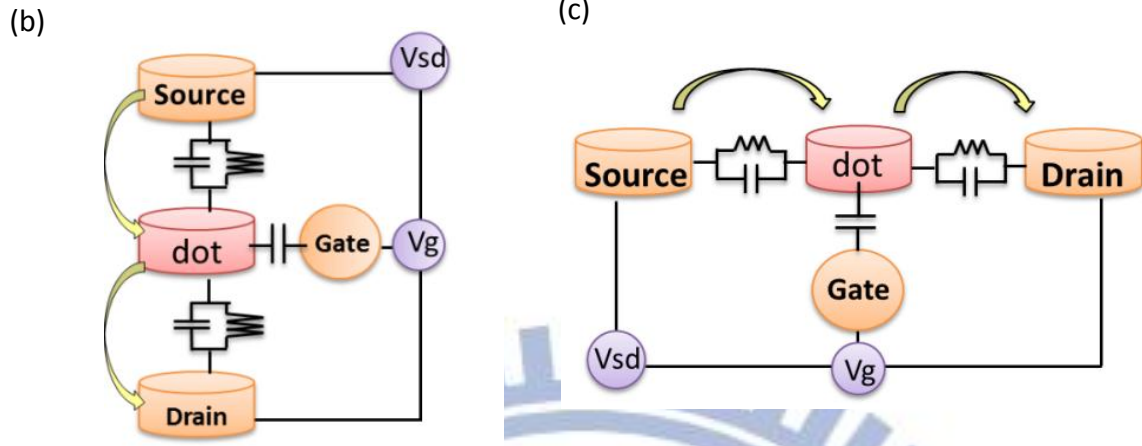 (b)
Vsd
Source
dot
Gate
Vg
Drain
(c)
Source
dot
Drain
Gate
Vsd
Vg